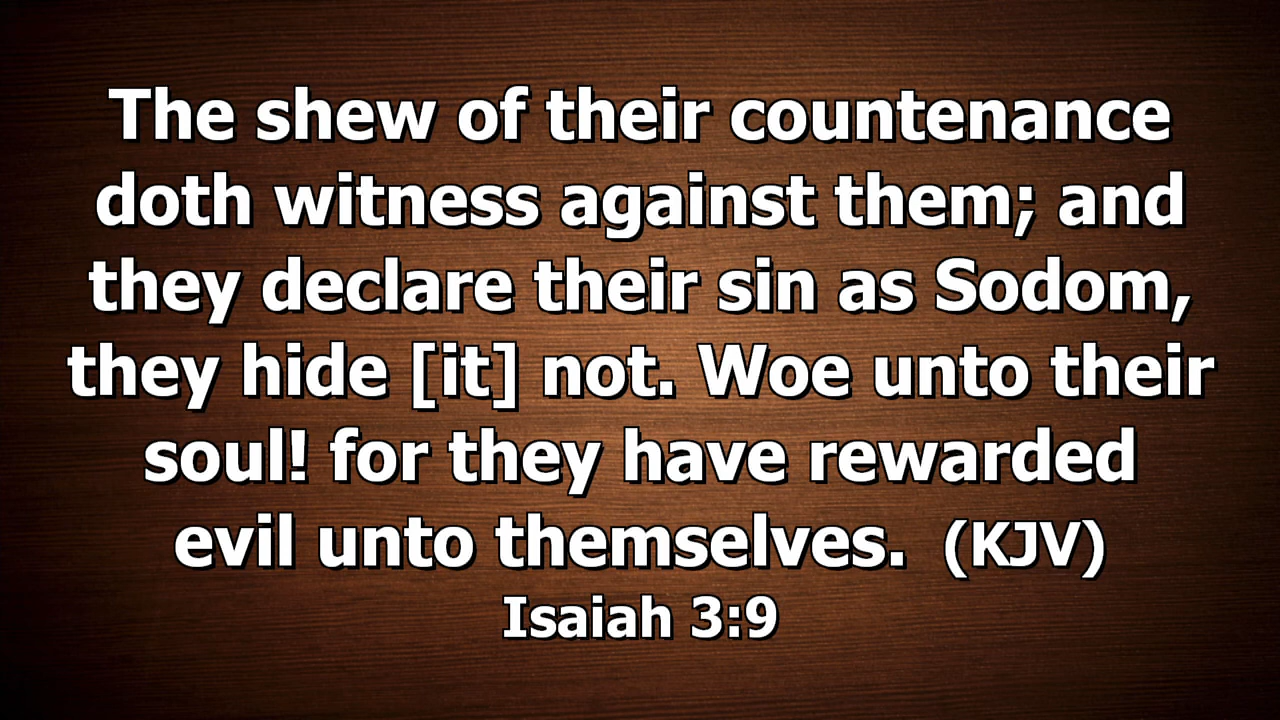 The shew of their countenance
doth witness against them; and
they declare their sin as Sodom,
they hide [it] not. Woe unto their
soul! for they have rewarded
evil unto themselves. (KJV)
Isaiah 3:9